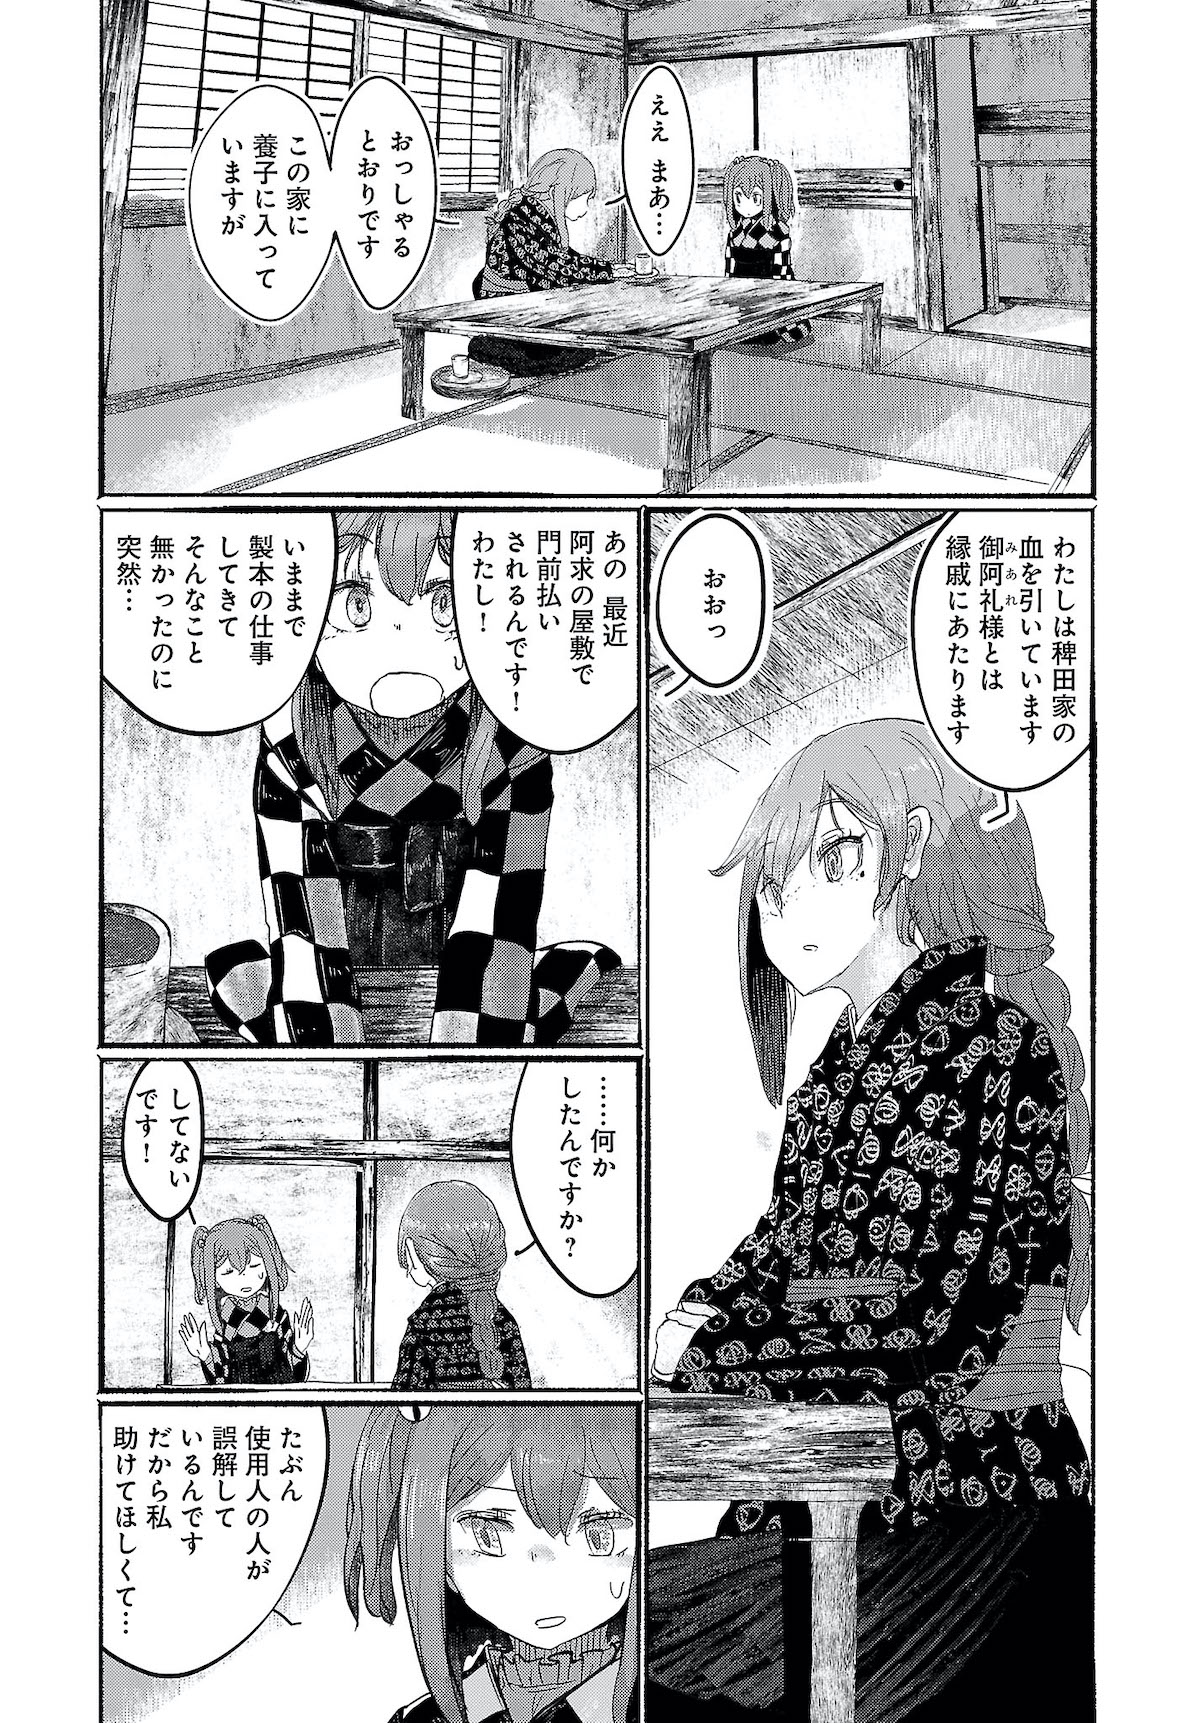 ええ まあ…
おっしゃる
とおりです
この家に
養子に入って
いますが
わたしは稗田家の
血を引いています
御阿礼様とは
みあれ
縁戚にあたります
おおっ
あの 最近
阿求の屋敷で
門前払い
されるんです！
わたし！
いままで
製本の仕事
してきて
そんなこと
無かったのに
突然…
……何か
したんですか？
してない
です！
たぶん
使用人の人が
誤解して
いるんです
だから私
助けてほしくて…